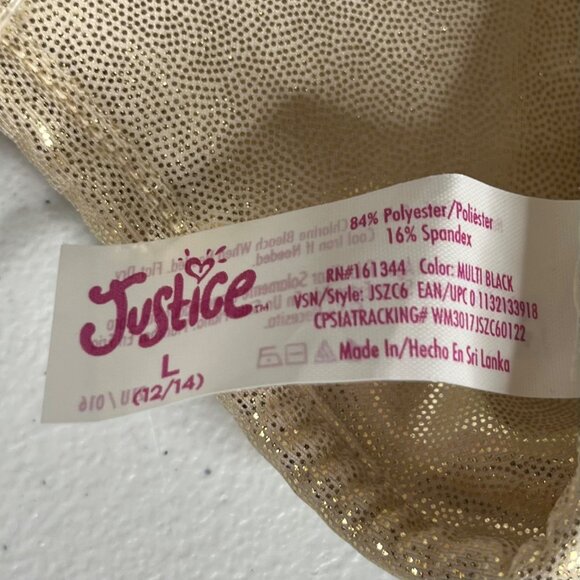 Justice™
L
(12/14)
84% Polyester/Poliéster
16% Spandex
RN#161344 Color: MULTI BLACK
VSN/Style: JSZC6 EAN/UPC 0 1132133918
CPSIATRACKING# WM3017JSZC60122
Made In/Hecho En Sri Lanka